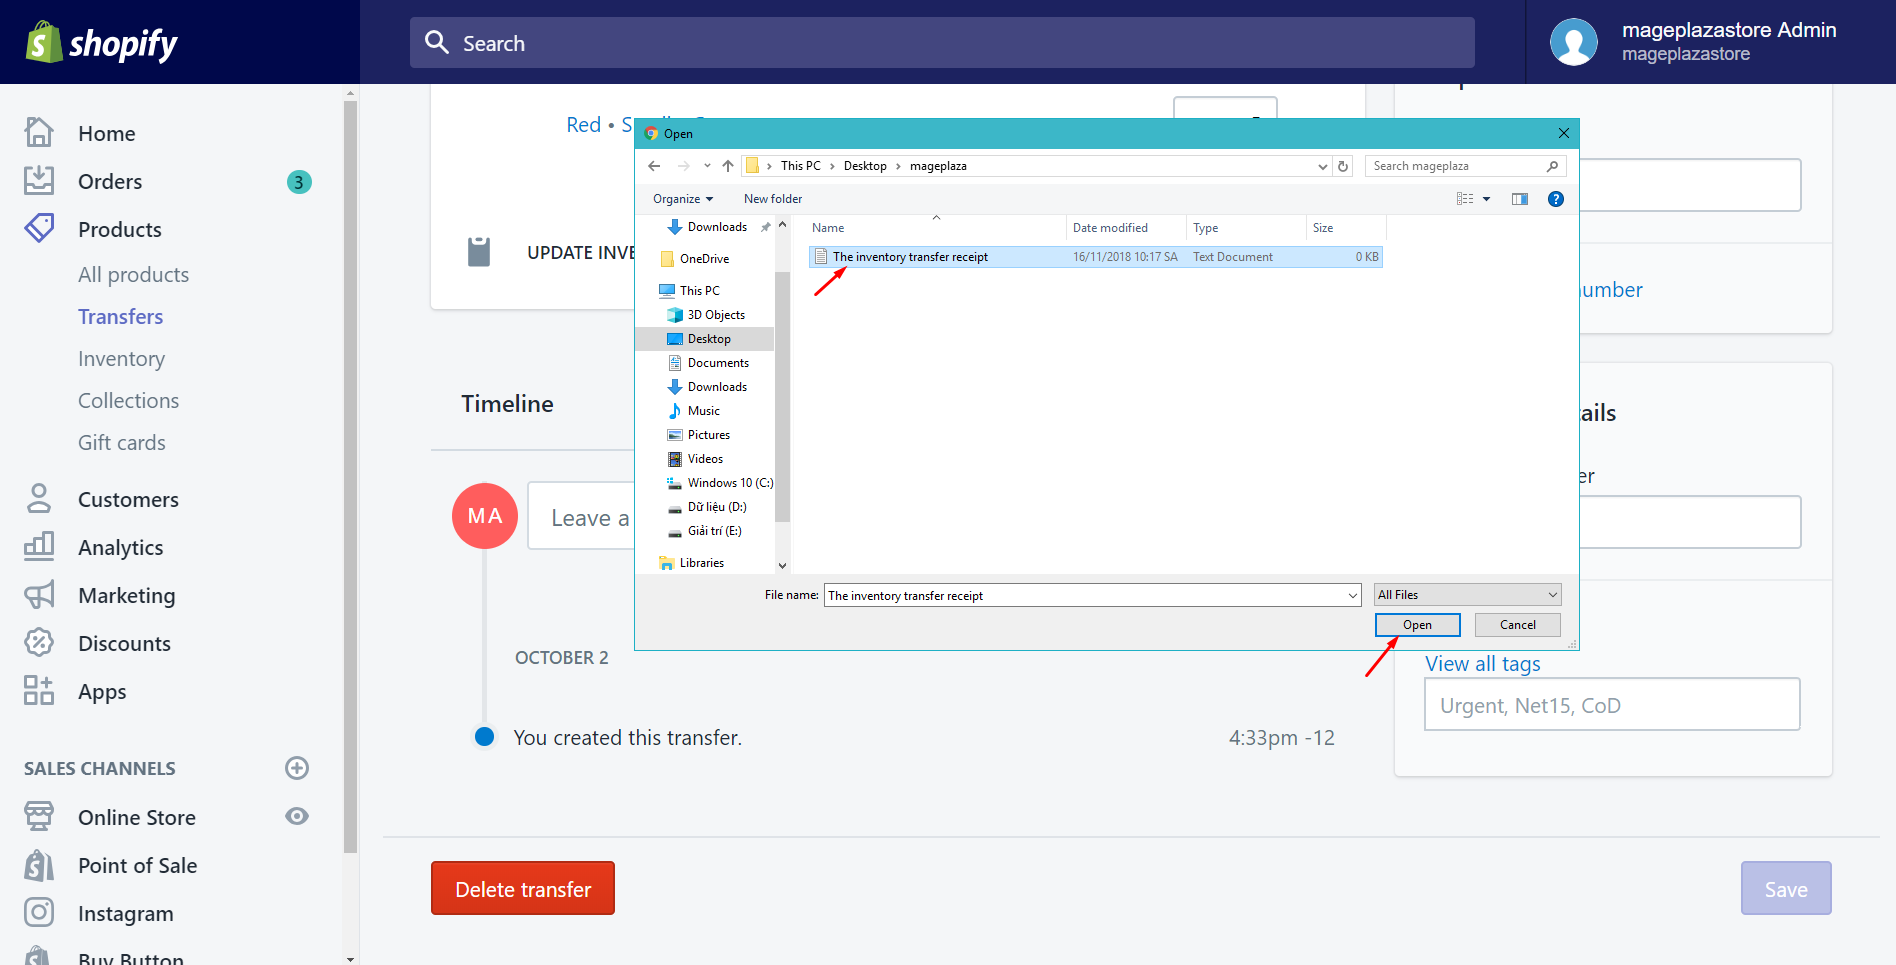 shopify
Search
mageplazastore Admin
mageplazastore
Home
Orders
3
Products
All products
Transfers
Inventory
Collections
Gift cards
Customers
Analytics
Marketing
Discounts
Apps
SALES CHANNELS
Online Store
Point of Sale
Instagram
Buy Button
Red •
UPDATE
Timeline
MA
Leave a
OCTOBER 2
You created this transfer.
4:33pm -12
Delete transfer
Save
Open
This PC > Desktop > mageplaza
Search mageplaza
Organize
New folder
?
Downloads
OneDrive
This PC
3D Objects
Desktop
Documents
Downloads
Music
Pictures
Videos
Windows 10 (C:)
Dữ liệu (D:)
Giải trí (E:)
Libraries
Name
Date modified
Type
Size
The inventory transfer receipt
16/11/2018 10:17 SA
Text Document
0 KB
File name:
The inventory transfer receipt
All Files
Open
Cancel
View all tags
Urgent, Net15, CoD